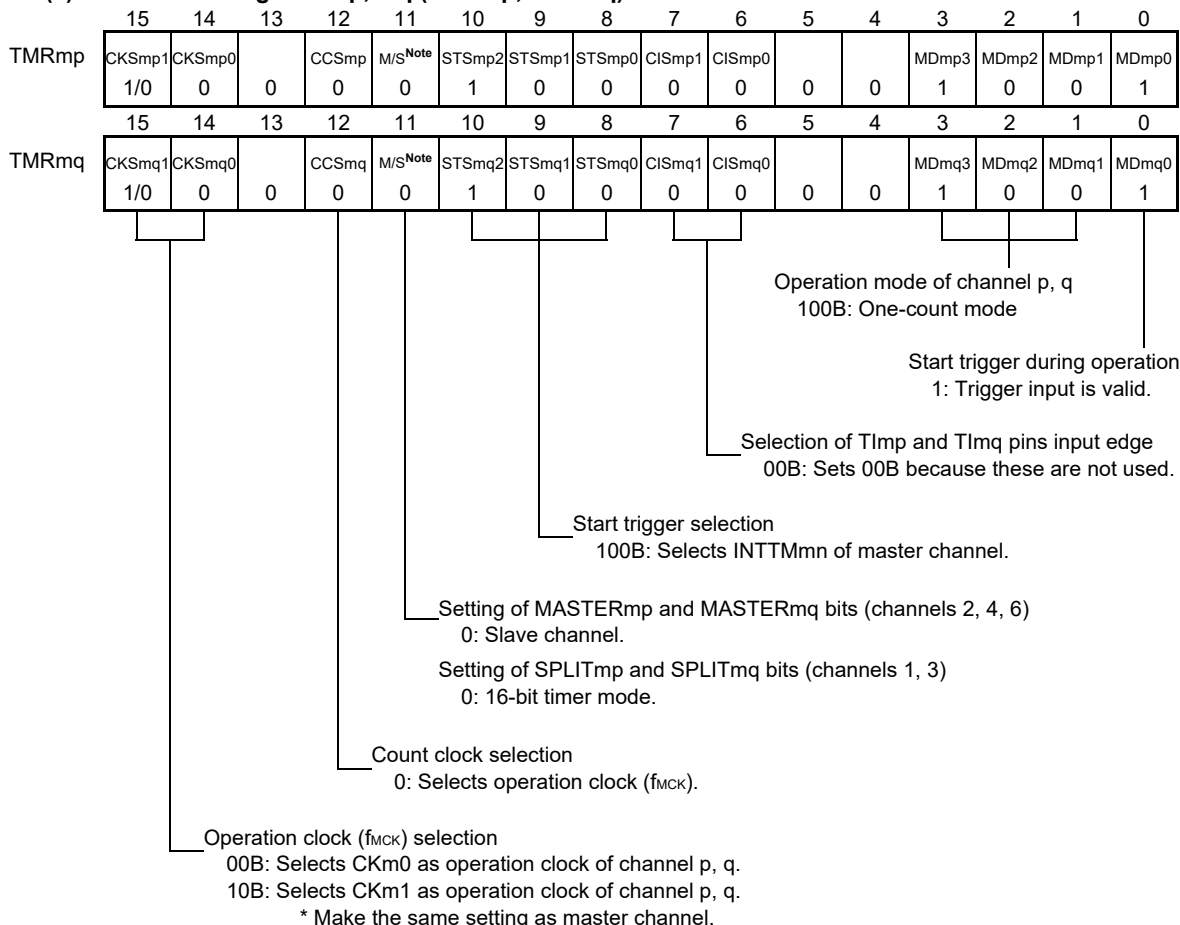 15 14 13 12 11 10 9 8 7 6 5 4 3 2 1 0
TMRmp CKSmp1 CKSmp0 CCSmp M/SNote STSmp2 STSmp1 STSmp0 CISmp1 CISmp0 MDmp3 MDmp2 MDmp1 MDmp0
1/0 0 0 0 0 1 0 0 0 0 0 0 1 0 0 1
15 14 13 12 11 10 9 8 7 6 5 4 3 2 1 0
TMRmq CKSmq1 CKSmq0 CCSmq M/SNote STSmq2 STSmq1 STSmq0 CISmq1 CISmq0 MDmq3 MDmq2 MDmq1 MDmq0
1/0 0 0 0 0 1 0 0 0 0 0 0 1 0 0 1
Operation mode of channel p, q
100B: One-count mode
Start trigger during operation
1: Trigger input is valid.
Selection of TImp and TImq pins input edge
00B: Sets 00B because these are not used.
Start trigger selection
100B: Selects INTTMmn of master channel.
Setting of MASTERmp and MASTERmq bits (channels 2, 4, 6)
0: Slave channel.
Setting of SPLITmp and SPLITmq bits (channels 1, 3)
0: 16-bit timer mode.
Count clock selection
0: Selects operation clock (fMCK).
Operation clock (fMCK) selection
00B: Selects CKm0 as operation clock of channel p, q.
10B: Selects CKm1 as operation clock of channel p, q.
* Make the same setting as master channel.